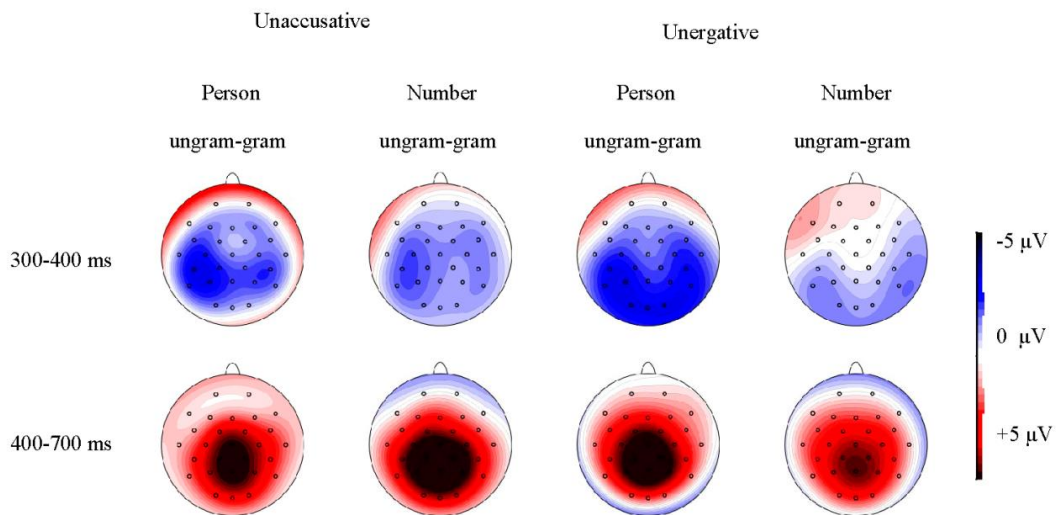 Unaccusative Unergative
Person Number Person Number
ungram-gram ungram-gram ungram-gram ungram-gram
300-400 ms
-5 µV
0 µV
400-700 ms
+5 µV